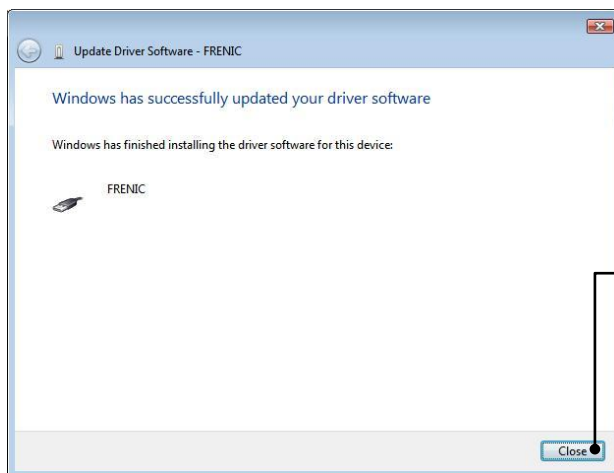 Update Driver Software - FRENIC
Windows has successfully updated your driver software
Windows has finished installing the driver software for this device:
FRENIC
Close